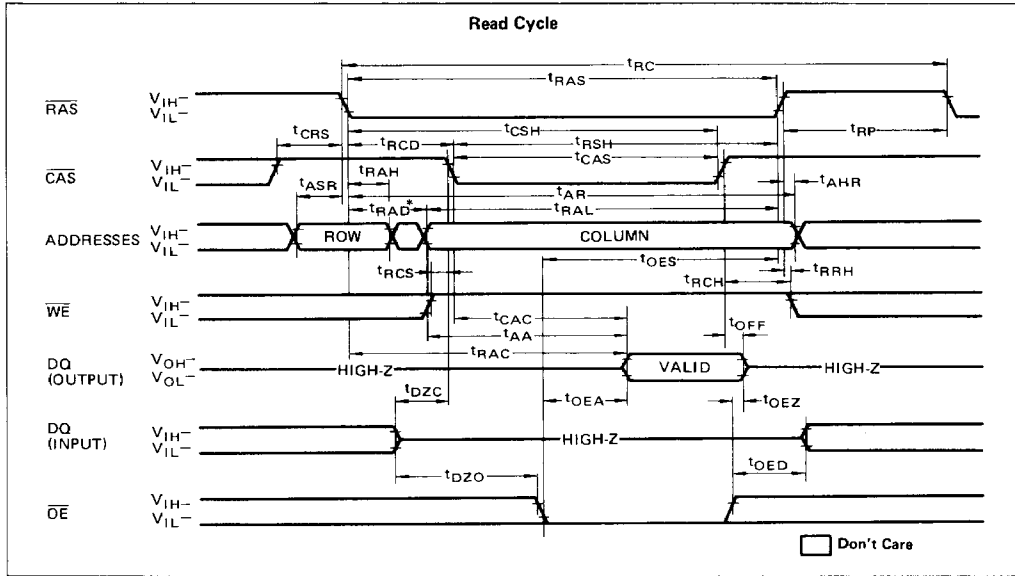 Read Cycle
tRC
tRAS
RAS
VIH–
VIL–
tCRS
tCSH
tRP
tRCD
tRSH
CAS
VIH–
VIL–
tRAH
tCAS
tASR
tAR
tAHR
tRAD*
tRAL
ADDRESSES
VIH–
VIL–
ROW
COLUMN
tRCS
tOES
tRCH
tRRH
WE
VIH–
VIL–
tCAC
tOFF
tAA
tRAC
DQ
(OUTPUT)
VOH–
VOL–
HIGH-Z
VALID
HIGH-Z
tDZC
tOEA
tOEZ
DQ
(INPUT)
VIH–
VIL–
HIGH-Z
tOED
tDZO
OE
VIH–
VIL–
Don't Care